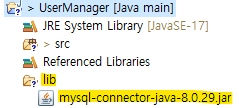 > UserManager [Java main]
JRE System Library [JavaSE-17]
> src
Referenced Libraries
lib
mysql-connector-java-8.0.29.jar